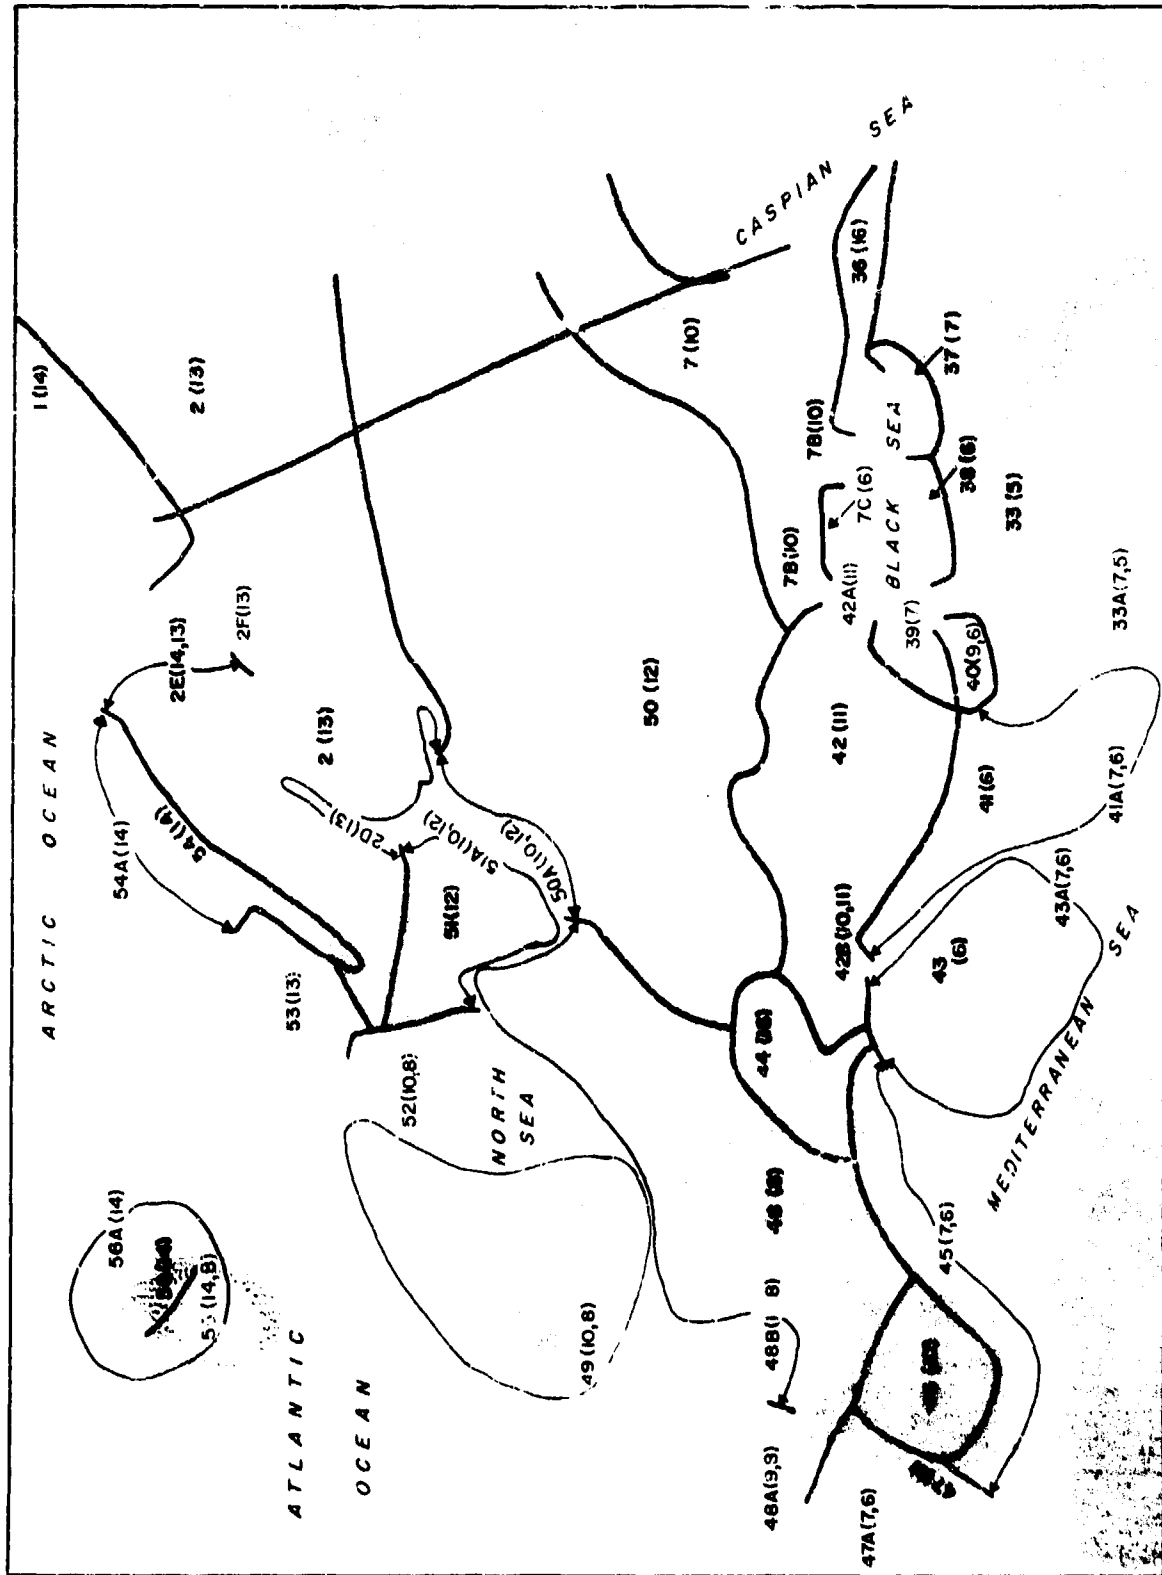 ARCTIC OCEAN
1 (14)
2 (13)
2E(14,13)
2F(13)
54A(14)
54(14)
2 (13)
2D(13)
53(13)
51A(10,12)
50A(10,12)
51(12)
50 (12)
7 (10)
CASPIAN SEA
36 (16)
37 (7)
7B(10)
7C(6)
7B(10)
BLACK SEA
38 (6)
33 (5)
42A(11)
39(7)
40(9,6)
33A(7,5)
42 (11)
41(6)
41A(7,6)
42B(10,11)
43
(6)
43A(7,6)
MEDITERRANEAN SEA
44
52(10,8)
NORTH
SEA
56A(14)
(14,8)
ATLANTIC
OCEAN
49(10,8)
45(7,6)
48B(
8)
48A(9,3)
47A(7,6)